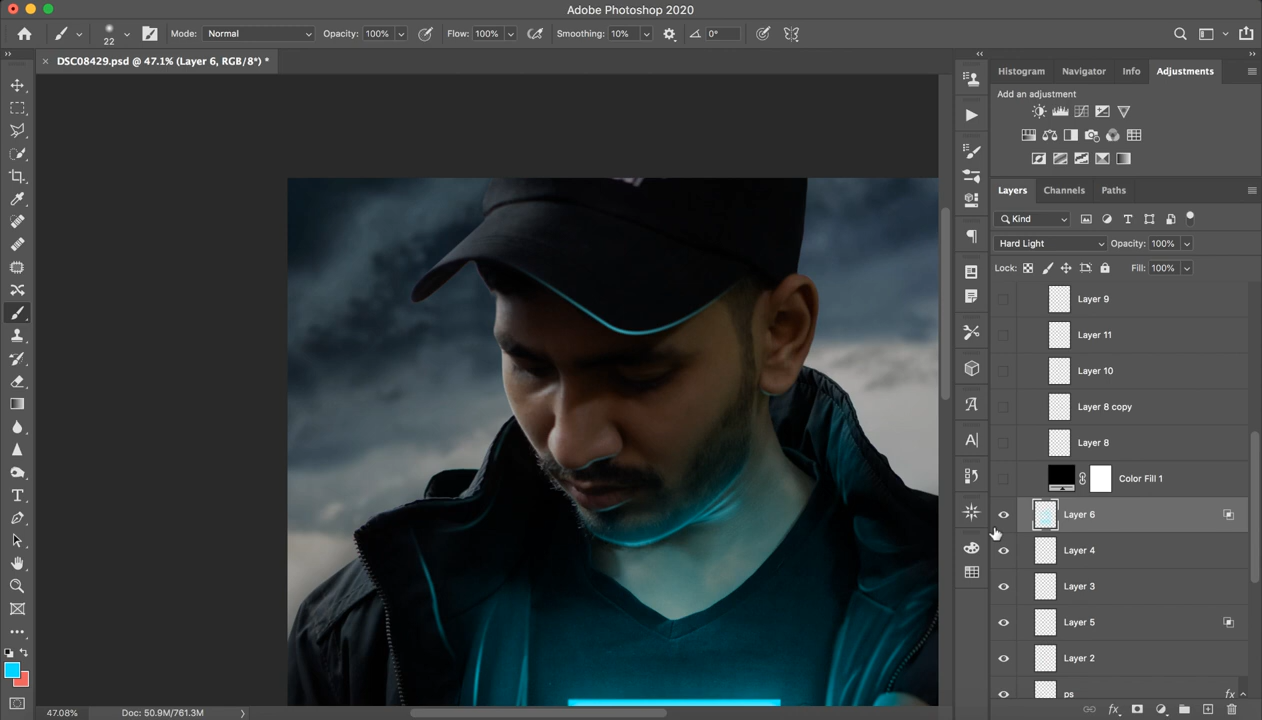 Adobe Photoshop 2020
22 Mode: Normal Opacity: 100% Flow: 100% Smoothing: 10% 0°
DSC08429.psd @ 47.1% (Layer 6, RGB/8*) *
Histogram Navigator Info Adjustments
Add an adjustment
Layers Channels Paths
Kind
Hard Light Opacity: 100%
Lock: Fill: 100%
Layer 9
Layer 11
Layer 10
Layer 8 copy
Layer 8
Color Fill 1
Layer 6
Layer 4
Layer 3
Layer 5
Layer 2
ps fx
47.08% Doc: 50.9M/761.3M